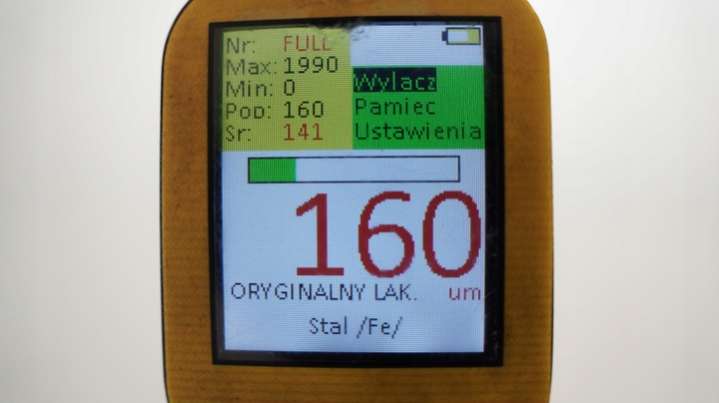 Nr: FULL
Max: 1990
Min: 0
Pop: 160
Sr: 141
Wylacz
Pamiec
Ustawienia
160
ORYGINALNY LAK. um
Stal /Fe/